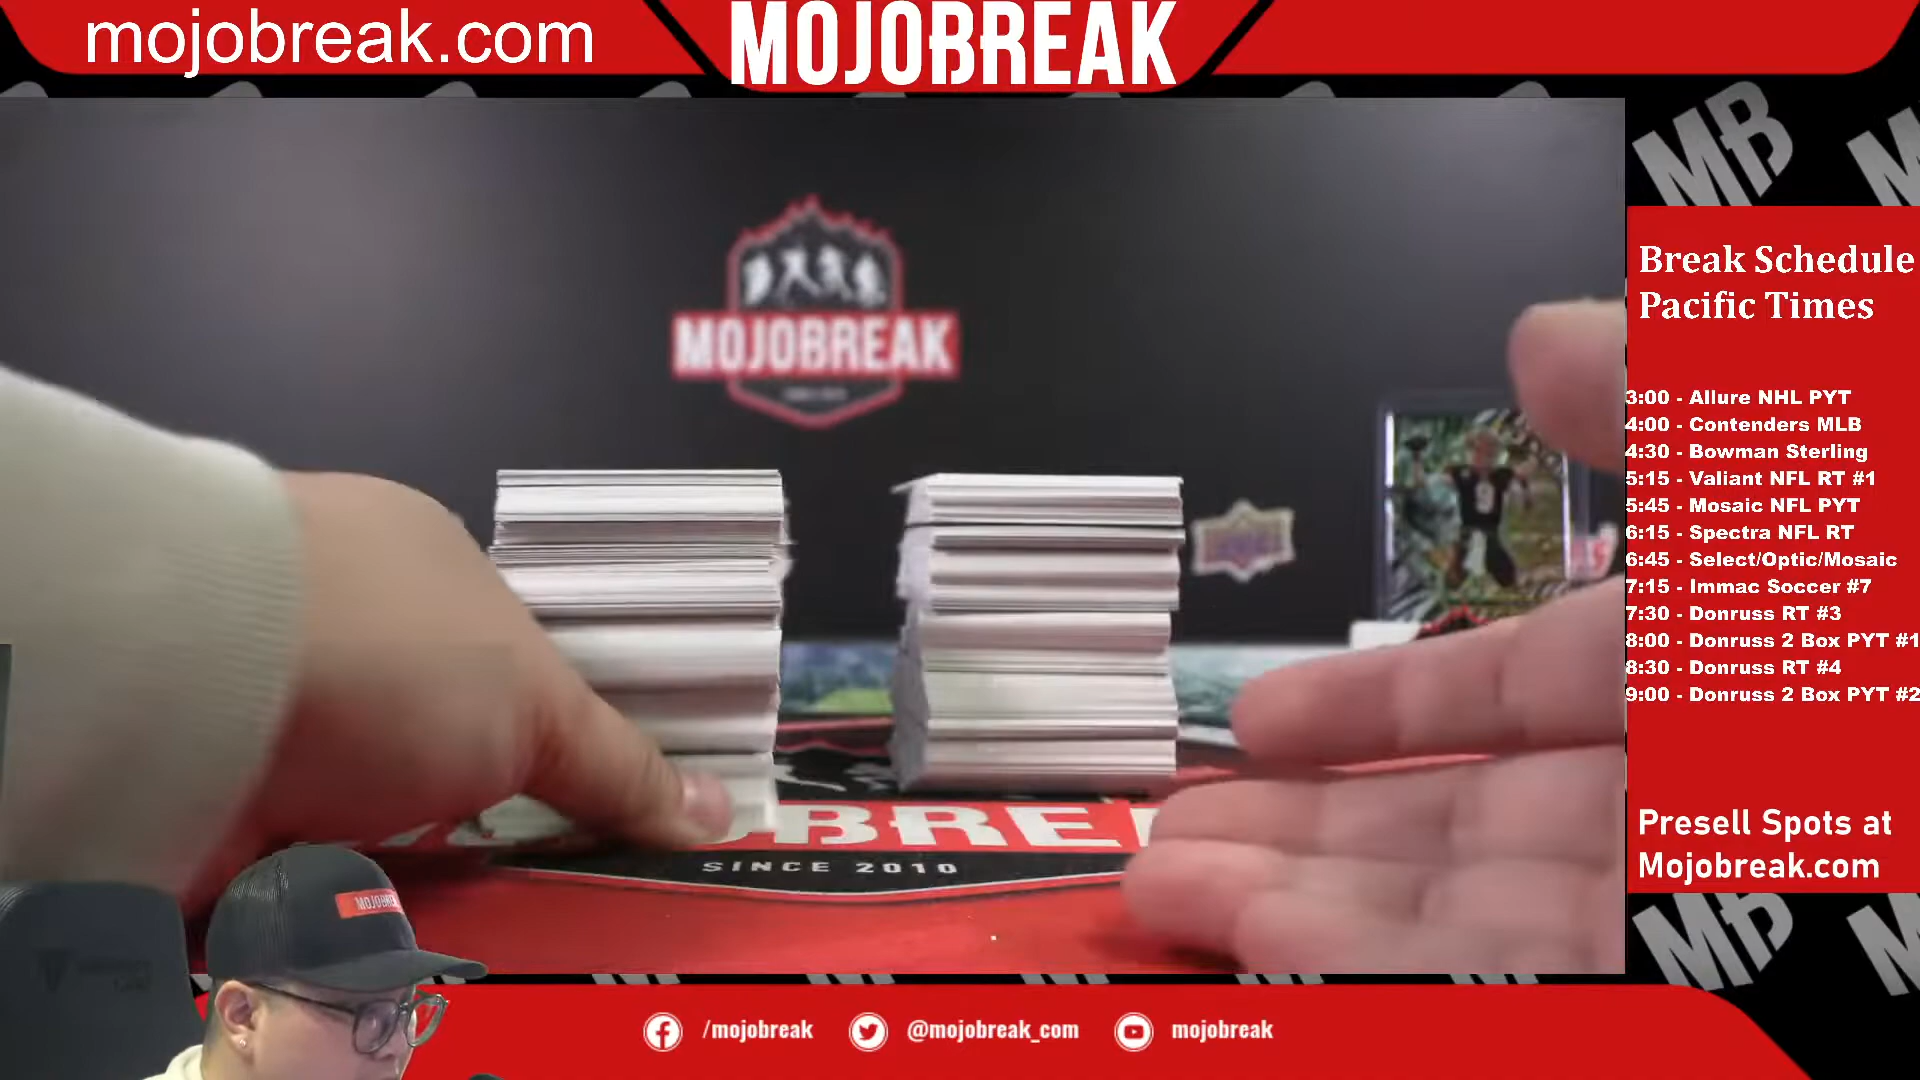 mojobreak.com
MOJOBREAK
MB
MOJOBREAK
Break Schedule
Pacific Times
3:00 - Allure NHL PYT
4:00 - Contenders MLB
4:30 - Bowman Sterling
5:15 - Valiant NFL RT #1
5:45 - Mosaic NFL PYT
6:15 - Spectra NFL RT
6:45 - Select/Optic/Mosaic
7:15 - Immac Soccer #7
7:30 - Donruss RT #3
8:00 - Donruss 2 Box PYT #1
8:30 - Donruss RT #4
9:00 - Donruss 2 Box PYT #2
Presell Spots at
Mojobreak.com
OBRE
SINCE 2010
MOJOBRE
MB
/mojobreak
@mojobreak_com
mojobreak